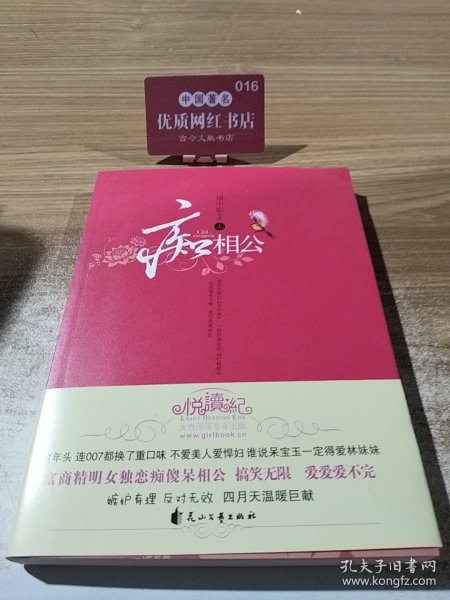 016
中国著名
优质网红书店
古今文献书店
痴相公
Chi
上
悦讀纪
ENJOY READING ERA
女性阅读专业出版
www.girlbook.cn
年头 连007都换了重口味 不爱美人爱悍妇 谁说呆宝玉一定得爱林妹妹
富商精明女独恋痴傻呆相公 搞笑无限 爱爱爱不完
嫉妒有理 反对无效 四月天温暖巨献
花山文艺出版社
孔夫子旧书网
www.kongfz.com